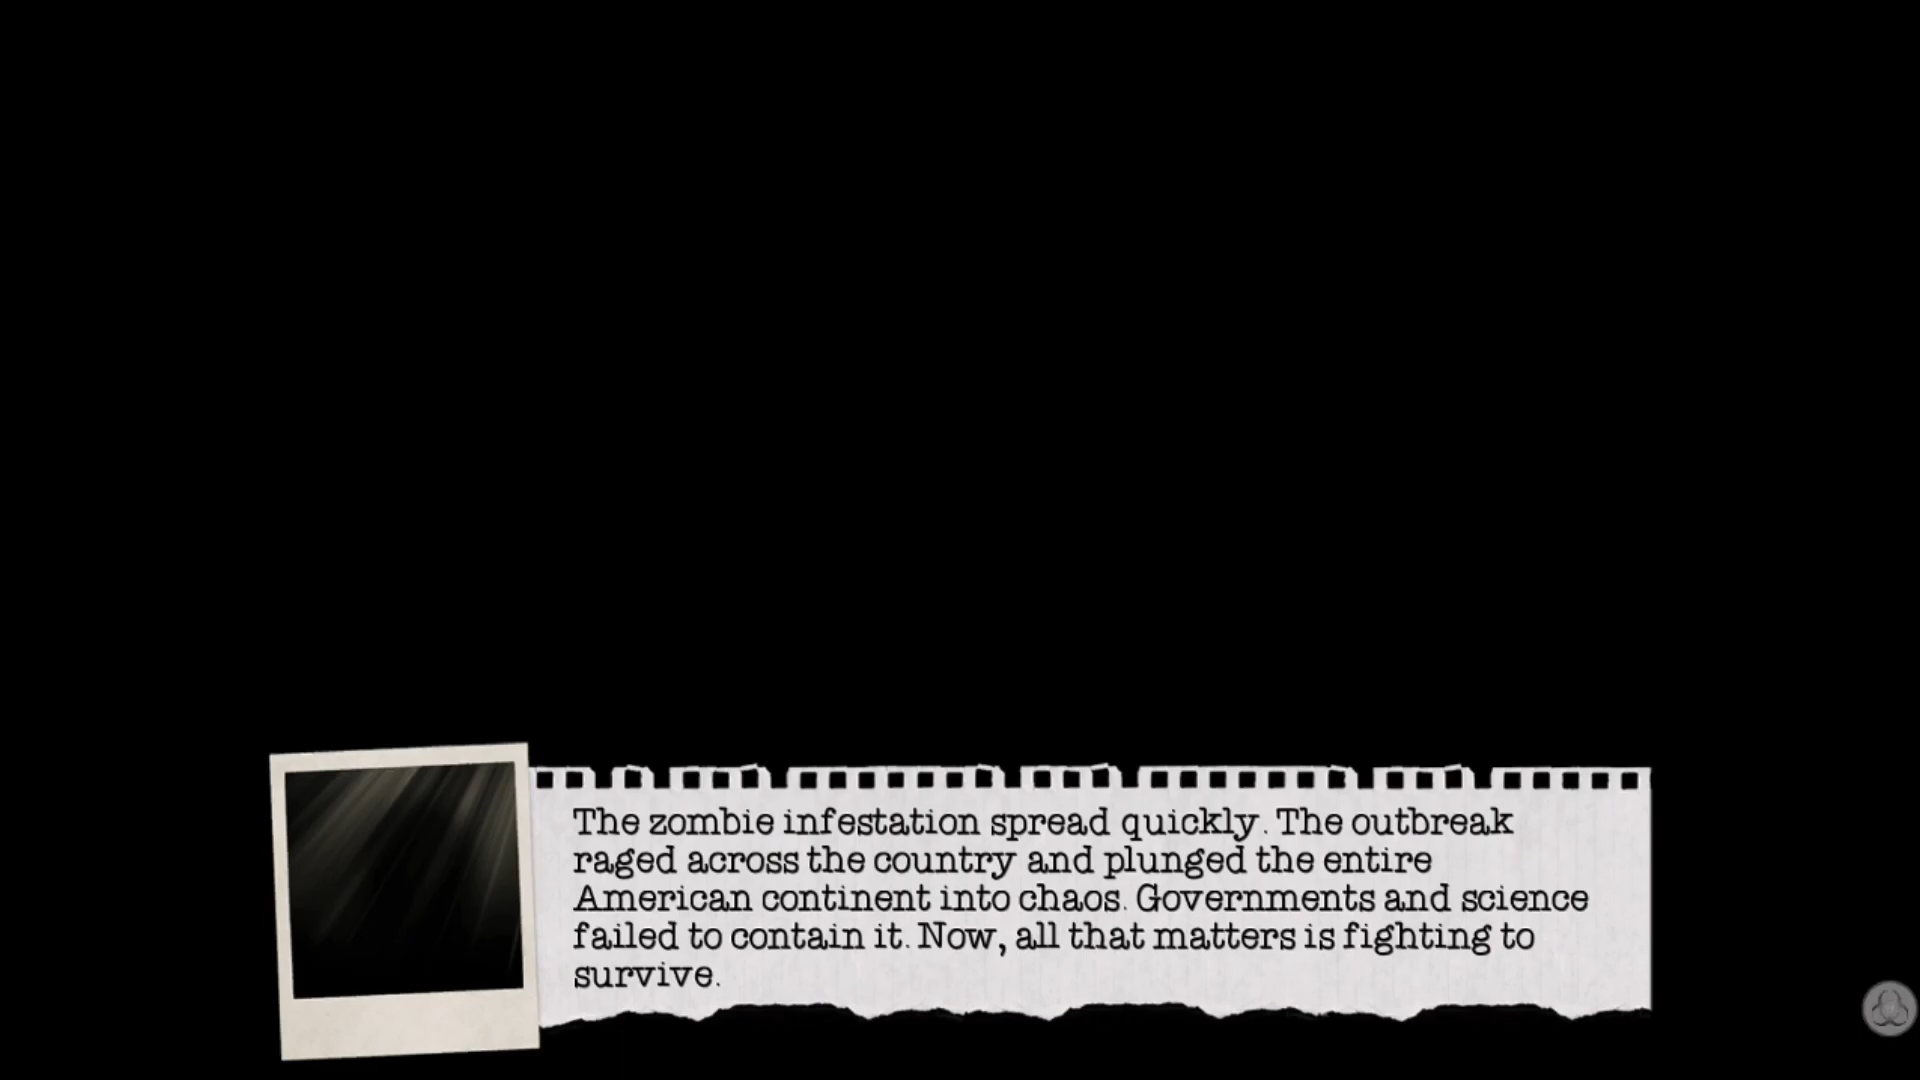 The zombie infestation spread quickly. The outbreak
raged across the country and plunged the entire
American continent into chaos. Governments and science
failed to contain it. Now, all that matters is fighting to
survive.